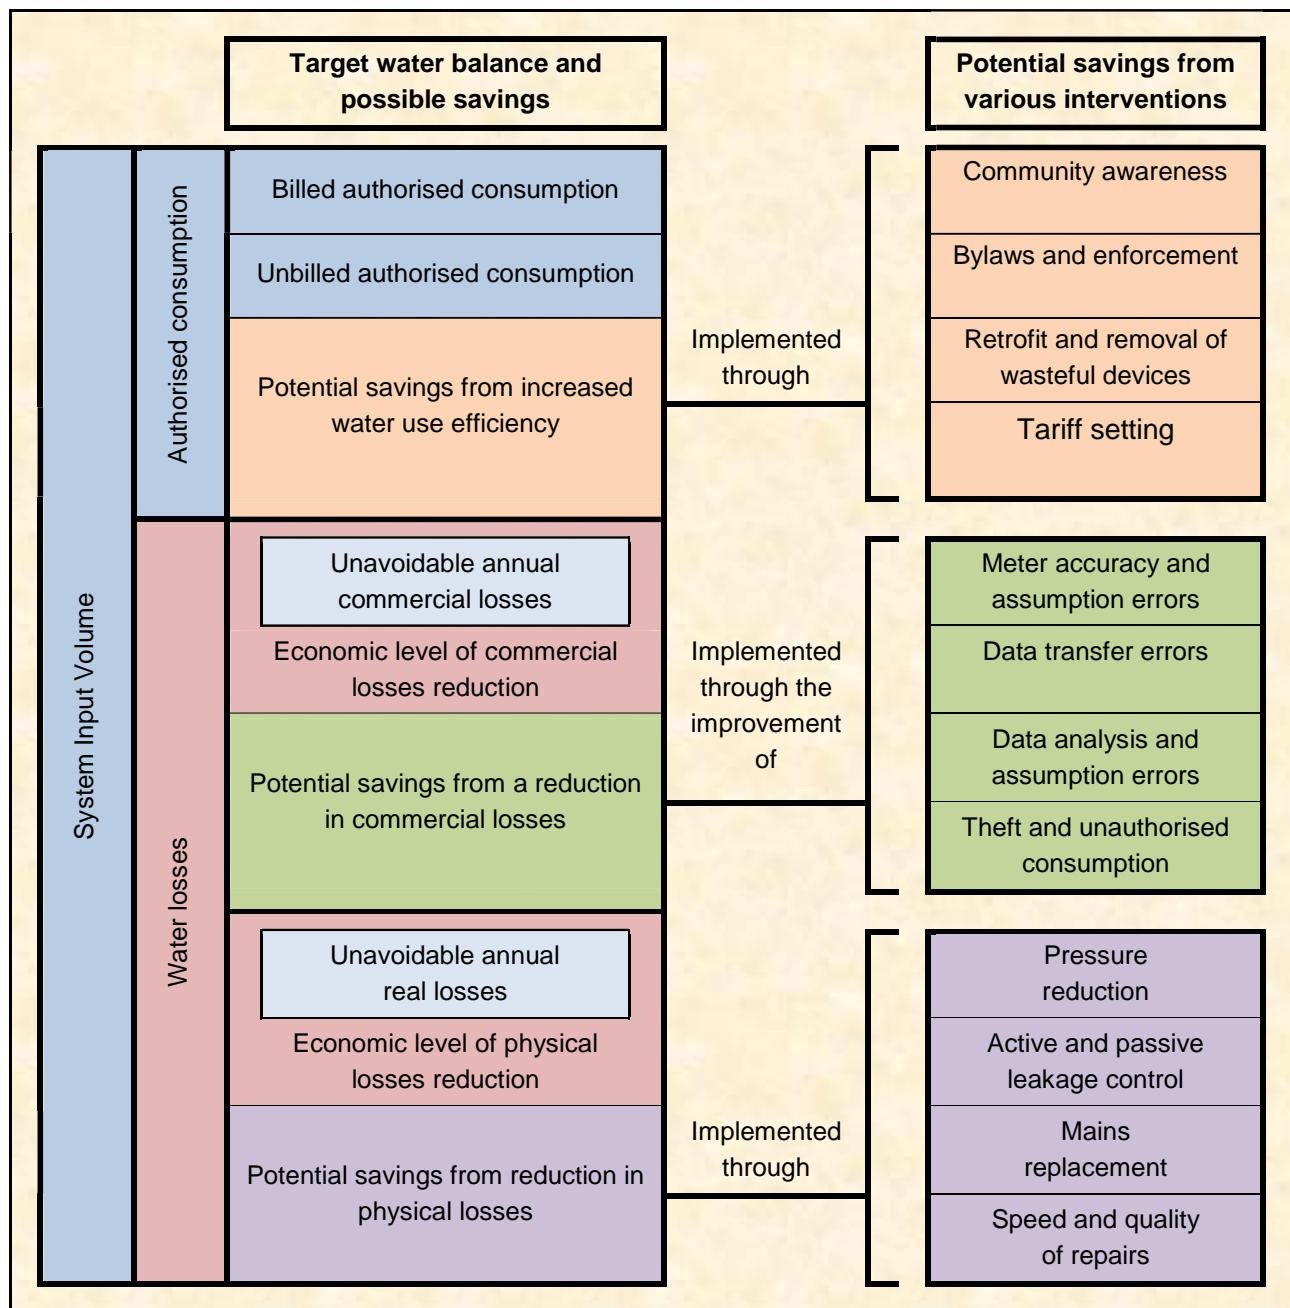 Target water balance and
possible savings
Potential savings from
various interventions
System Input Volume
Authorised consumption
Billed authorised consumption
Unbilled authorised consumption
Potential savings from increased
water use efficiency
Implemented
through
Community awareness
Bylaws and enforcement
Retrofit and removal of
wasteful devices
Tariff setting
Water losses
Unavoidable annual
commercial losses
Economic level of commercial
losses reduction
Potential savings from a reduction
in commercial losses
Implemented
through the
improvement
of
Meter accuracy and
assumption errors
Data transfer errors
Data analysis and
assumption errors
Theft and unauthorised
consumption
Unavoidable annual
real losses
Economic level of physical
losses reduction
Potential savings from reduction in
physical losses
Implemented
through
Pressure
reduction
Active and passive
leakage control
Mains
replacement
Speed and quality
of repairs